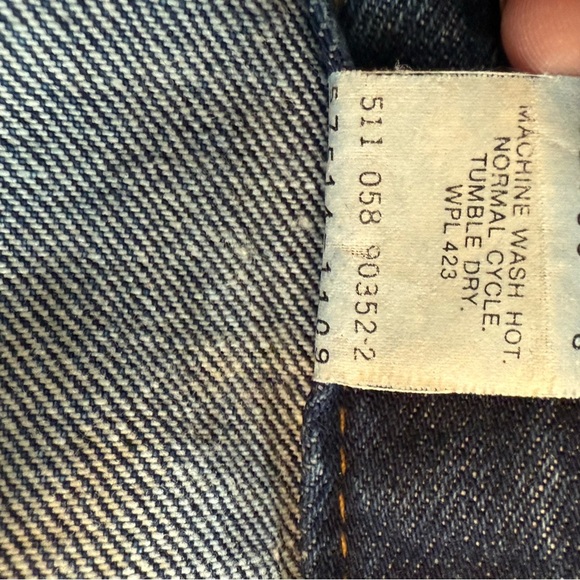 MACHINE WASH HOT.
NORMAL CYCLE.
TUMBLE DRY.
WPL 423
511 058 90352-2